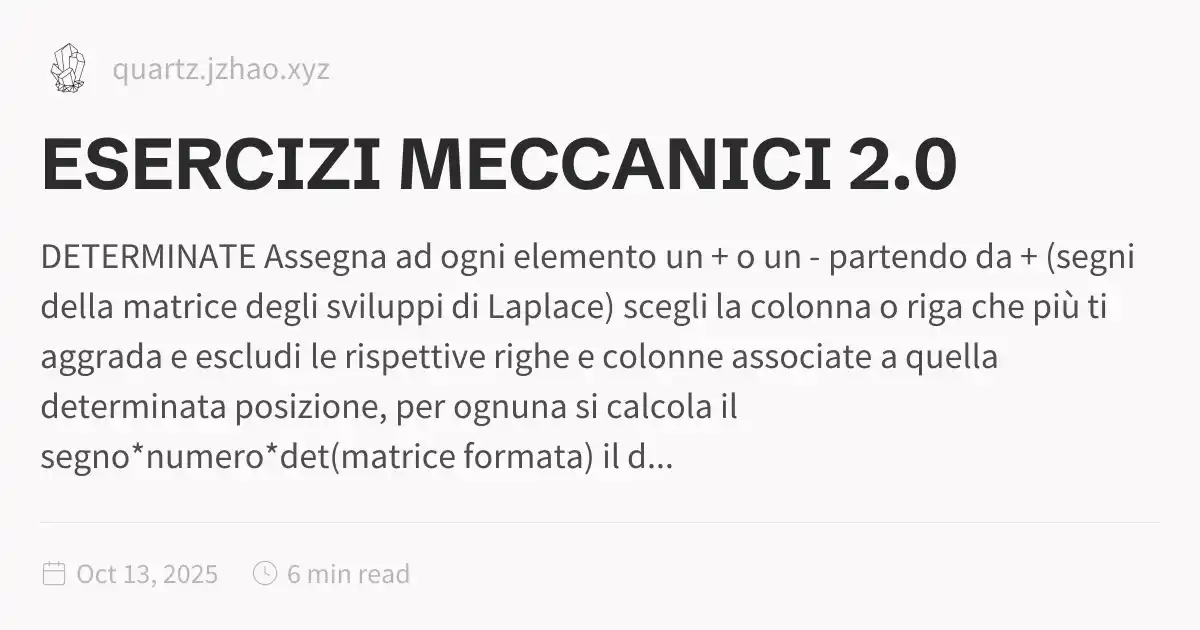 quartz.jzhao.xyz
ESERCIZI MECCANICI 2.0
DETERMINATE Assegna ad ogni elemento un + o un - partendo da + (segni
della matrice degli sviluppi di Laplace) scegli la colonna o riga che più ti
aggrada e escludi le rispettive righe e colonne associate a quella
determinata posizione, per ognuna si calcola il
segno*numero*det(matrice formata) il d...
Oct 13, 2025 6 min read